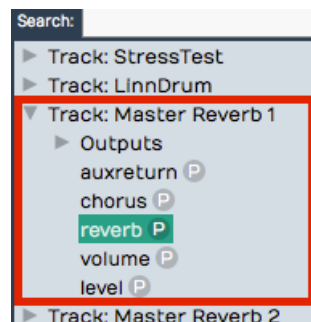 Search:
Track: StressTest
Track: LinnDrum
Track: Master Reverb 1
Outputs
auxreturn P
chorus P
reverb P
volume P
level P
Track: Master Reverb 2